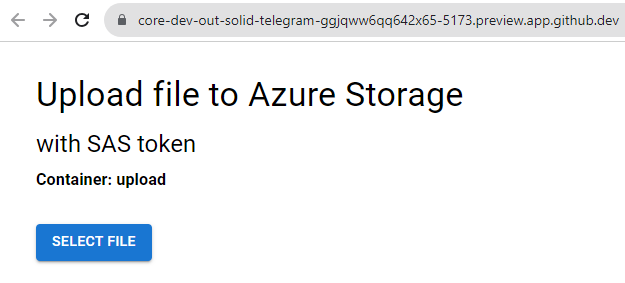 core-dev-out-solid-telegram-ggjqww6qq642x65-5173.preview.app.github.dev
Upload file to Azure Storage
with SAS token
Container: upload
SELECT FILE